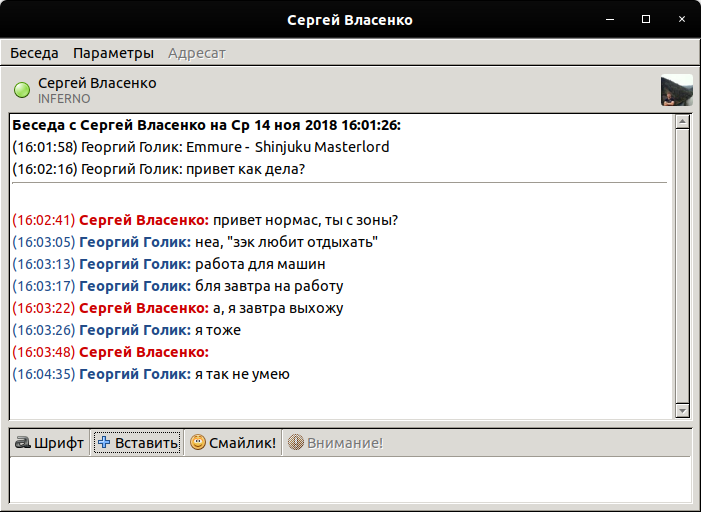 Сергей Власенко
Беседа Параметры Адресат
Сергей Власенко
INFERNO
Беседа с Сергей Власенко на Ср 14 ноя 2018 16:01:26:
(16:01:58) Георгий Голик: Emmure - Shinjuku Masterlord
(16:02:16) Георгий Голик: привет как дела?
(16:02:41) Сергей Власенко: привет нормас, ты с зоны?
(16:03:05) Георгий Голик: неа, "зэк любит отдыхать"
(16:03:13) Георгий Голик: работа для машин
(16:03:17) Георгий Голик: бля завтра на работу
(16:03:22) Сергей Власенко: а, я завтра выхожу
(16:03:26) Георгий Голик: я тоже
(16:03:48) Сергей Власенко:
(16:04:35) Георгий Голик: я так не умею
Шрифт Вставить Смайлик! Внимание!